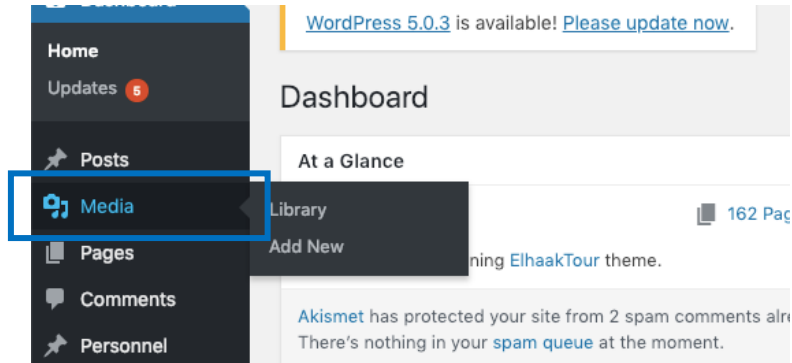 Dashboard
Home
Updates 5
Posts
Media
Pages
Comments
Personnel
Library
Add New
WordPress 5.0.3 is available! Please update now.
Dashboard
At a Glance
162 Pag
ning ElhaakTour theme.
Akismet has protected your site from 2 spam comments alre
There's nothing in your spam queue at the moment.